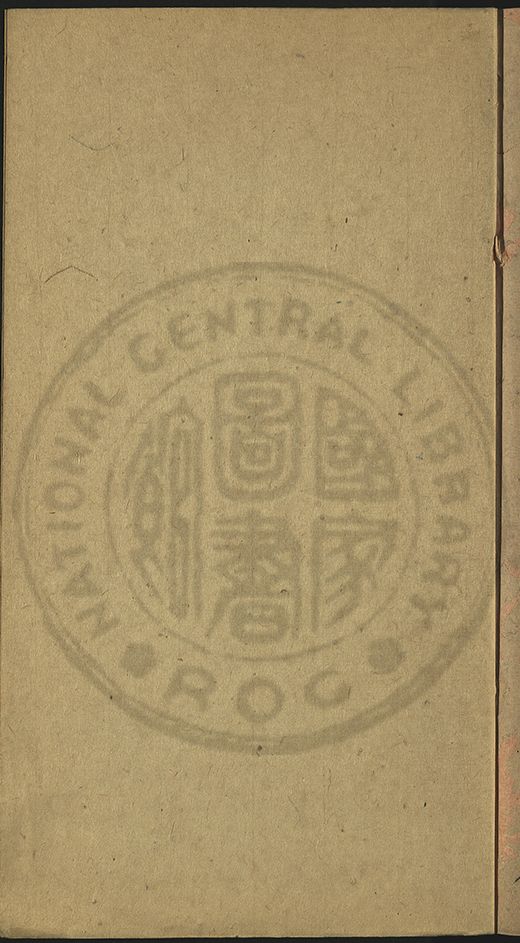 NATIONAL CENTRAL LIBRARY
國家
圖書
館
ROC